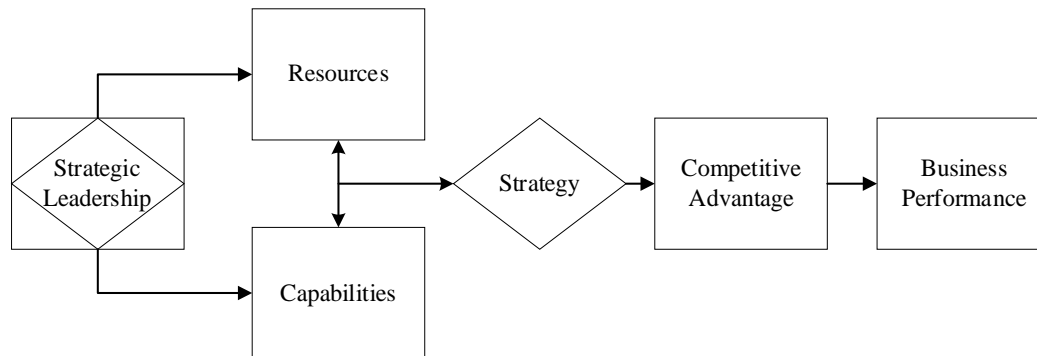 Resources
Strategic
Leadership
Strategy
Competitive
Advantage
Business
Performance
Capabilities